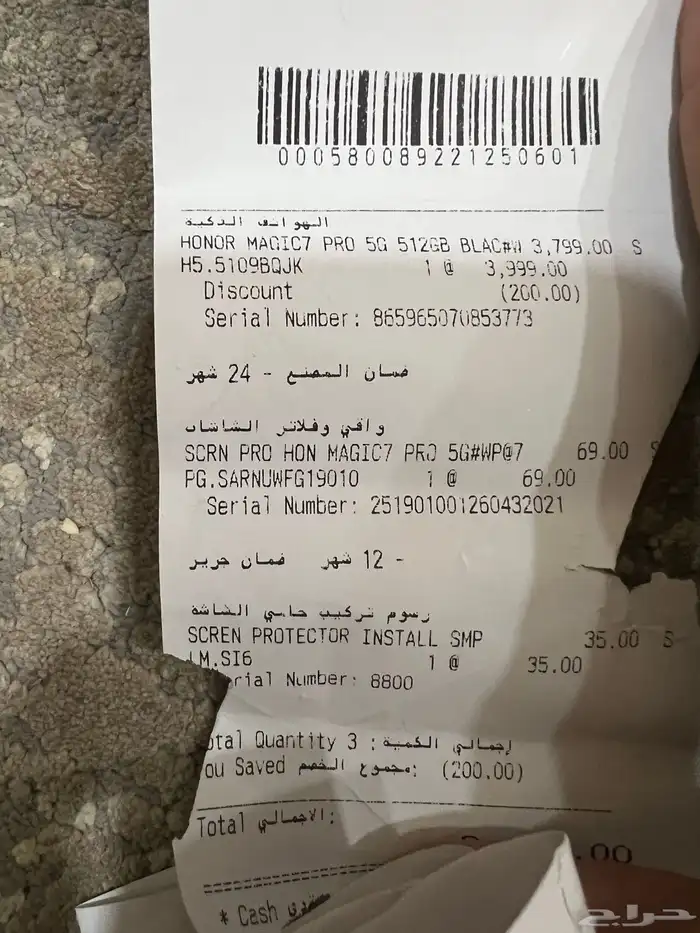 000580089221250601
الهواتف الذكية
HONOR MAGIC7 PRO 5G 512GB BLAC#W 3,799.00 S
H5.5109BQJK 1 @ 3,999.00
Discount (200.00)
Serial Number: 865965070853773
ضمان المصنع - 24 شهر
واقي وفلاتر الشاشات
SCRN PRO HON MAGIC7 PRO 5G#WP@7 69.00 S
PG.SARNUWFG19010 1 @ 69.00
Serial Number: 251901001260432021
ضمان جرير 12 شهر -
رسوم تركيب حامي الشاشة
SCREN PROTECTOR INSTALL SMP 35.00 S
LM.SI6 1 @ 35.00
rial Number: 8800
otal Quantity 3 : إجمالي الكمية
ou Saved مجموع الخصم: (200.00)
Total الاجمالي:
.00
* Cash نقدي
حراج